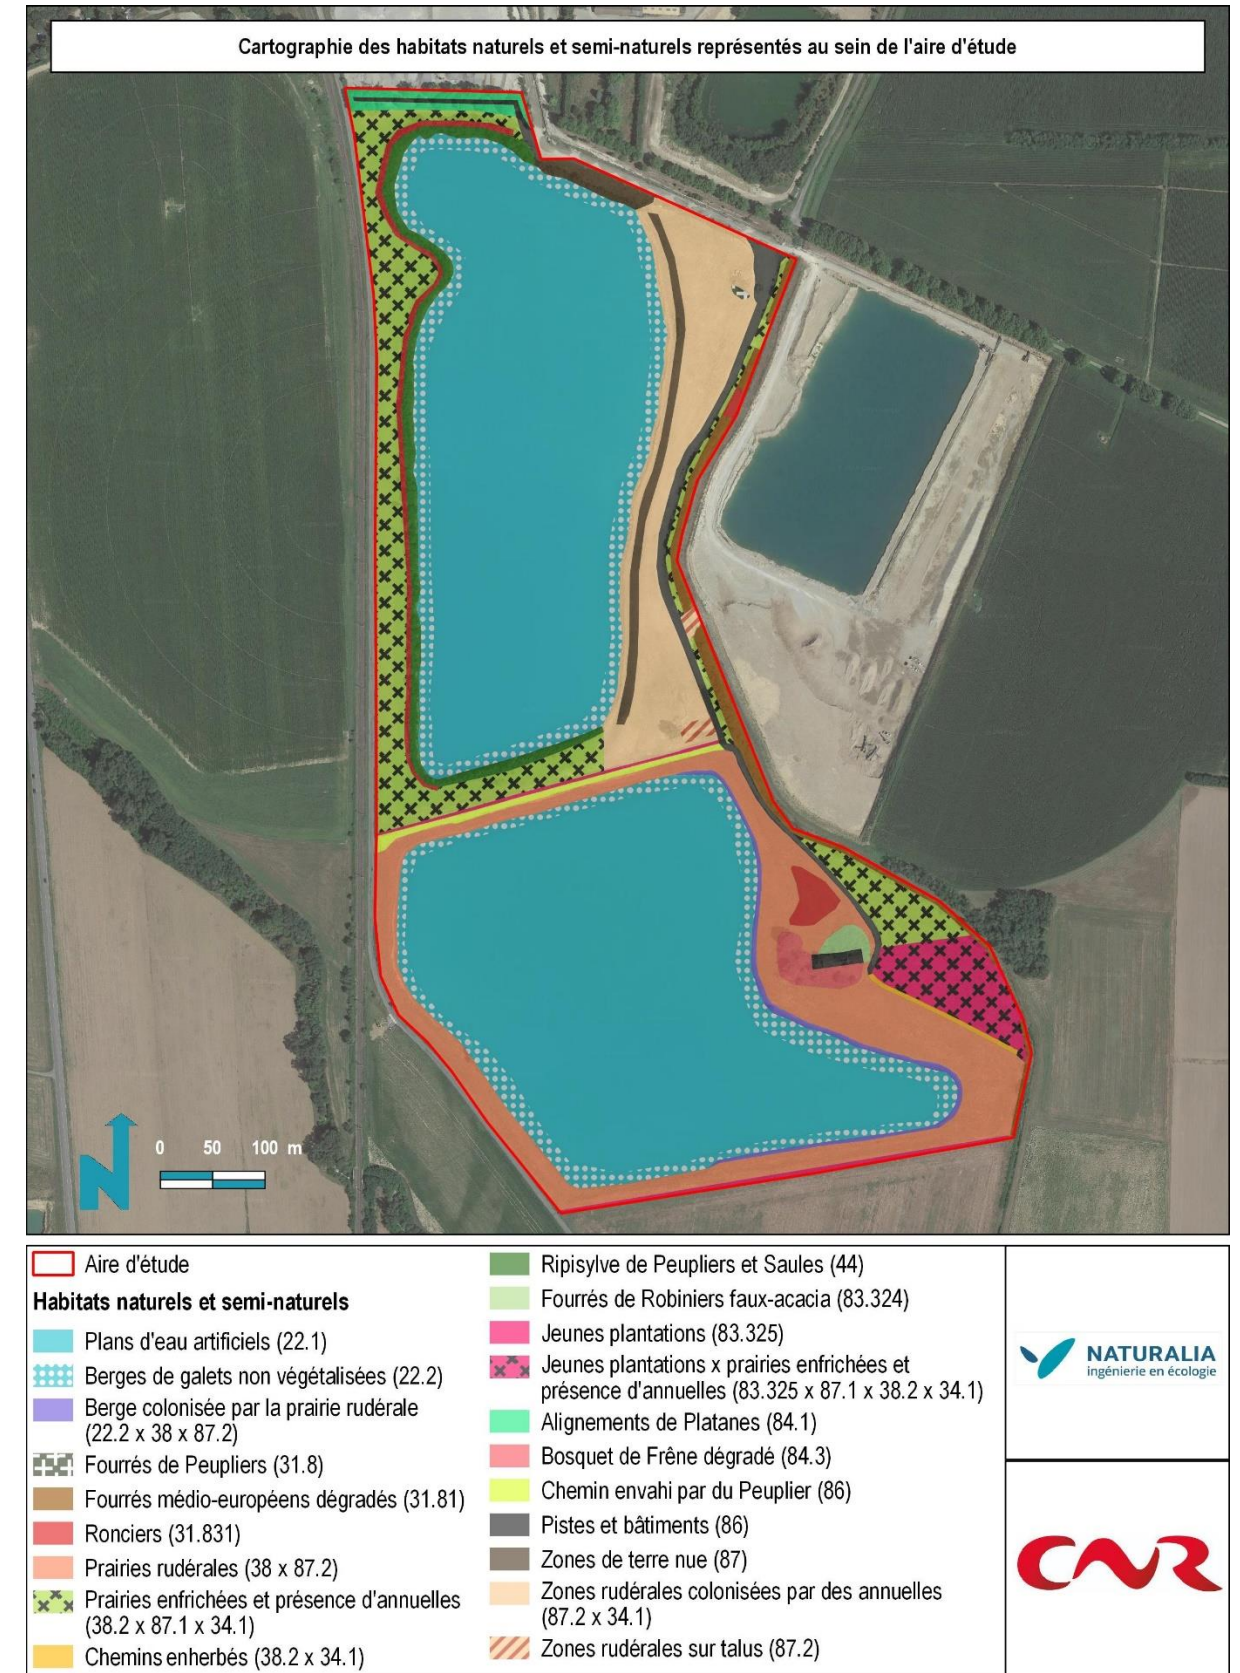 Cartographie des habitats naturels et semi-naturels représentés au sein de l'aire d'étude
N
0 50 100 m
Aire d'étude
Habitats naturels et semi-naturels
Plans d'eau artificiels (22.1)
Berges de galets non végétalisées (22.2)
Berge colonisée par la prairie rudérale
(22.2 x 38 x 87.2)
Fourrés de Peupliers (31.8)
Fourrés médio-européens dégradés (31.81)
Ronciers (31.831)
Prairies rudérales (38 x 87.2)
Prairies enfrichées et présence d'annuelles
(38.2 x 87.1 x 34.1)
Chemins enherbés (38.2 x 34.1)
Ripisylve de Peupliers et Saules (44)
Fourrés de Robiniers faux-acacia (83.324)
Jeunes plantations (83.325)
Jeunes plantations x prairies enfrichées et
présence d'annuelles (83.325 x 87.1 x 38.2 x 34.1)
Alignements de Platanes (84.1)
Bosquet de Frêne dégradé (84.3)
Chemin envahi par du Peuplier (86)
Pistes et bâtiments (86)
Zones de terre nue (87)
Zones rudérales colonisées par des annuelles
(87.2 x 34.1)
Zones rudérales sur talus (87.2)
NATURALIA
ingénierie en écologie
CNR